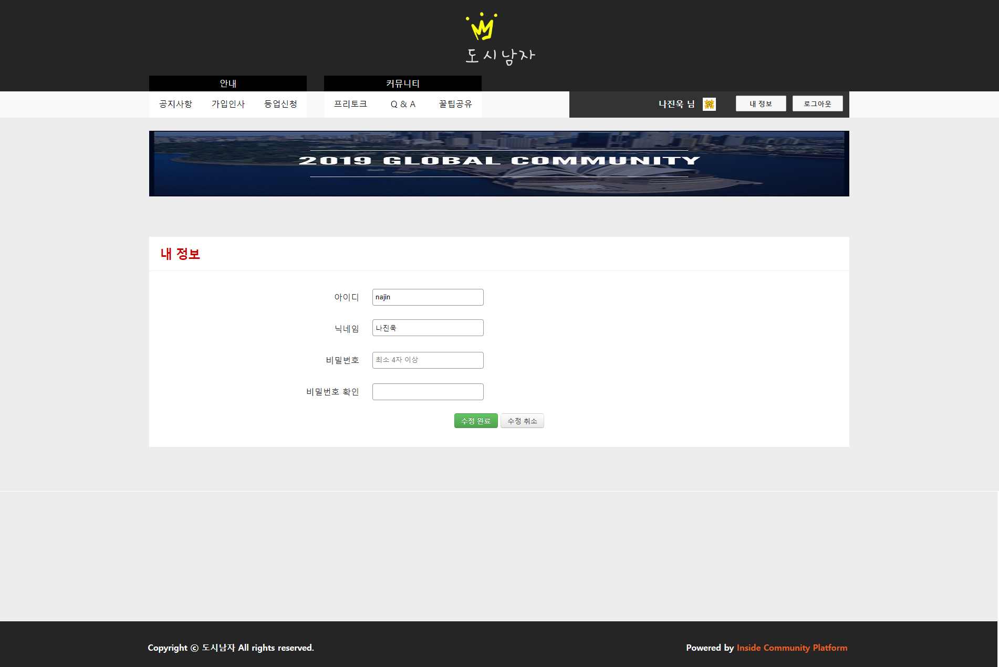 도시남자
안내 커뮤니티
공지사항 가입인사 등업신청 프리토크 Q & A 꿀팁공유 나진욱 님 내 정보 로그아웃
2019 GLOBAL COMMUNITY
내 정보
아이디 najin
닉네임 나진욱
비밀번호 최소 4자 이상
비밀번호 확인
수정 완료 수정 취소
Copyright ⓒ 도시남자 All rights reserved. Powered by Inside Community Platform